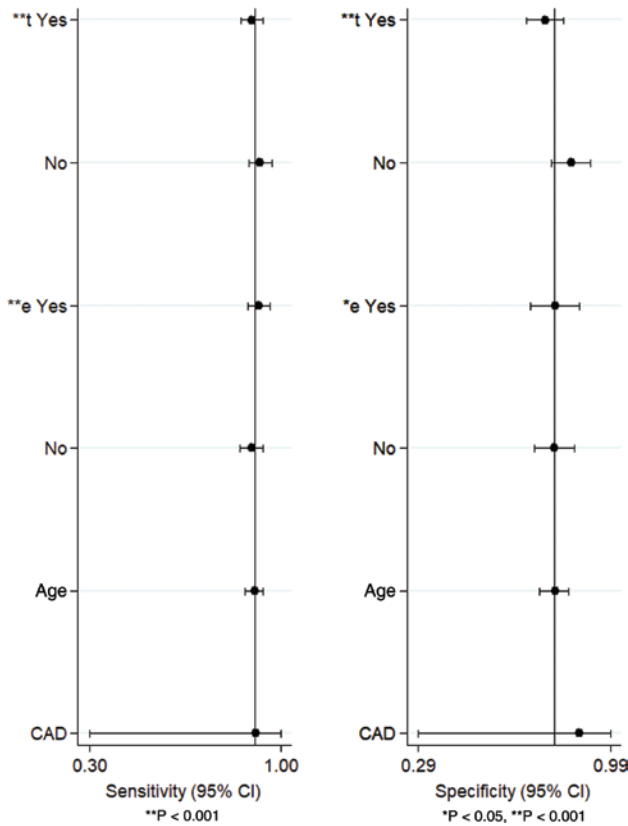 **t Yes
No
**e Yes
No
Age
CAD
0.30 1.00
Sensitivity (95% CI)
**P < 0.001
**t Yes
No
*e Yes
No
Age
CAD
0.29 0.99
Specificity (95% CI)
*P < 0.05, **P < 0.001